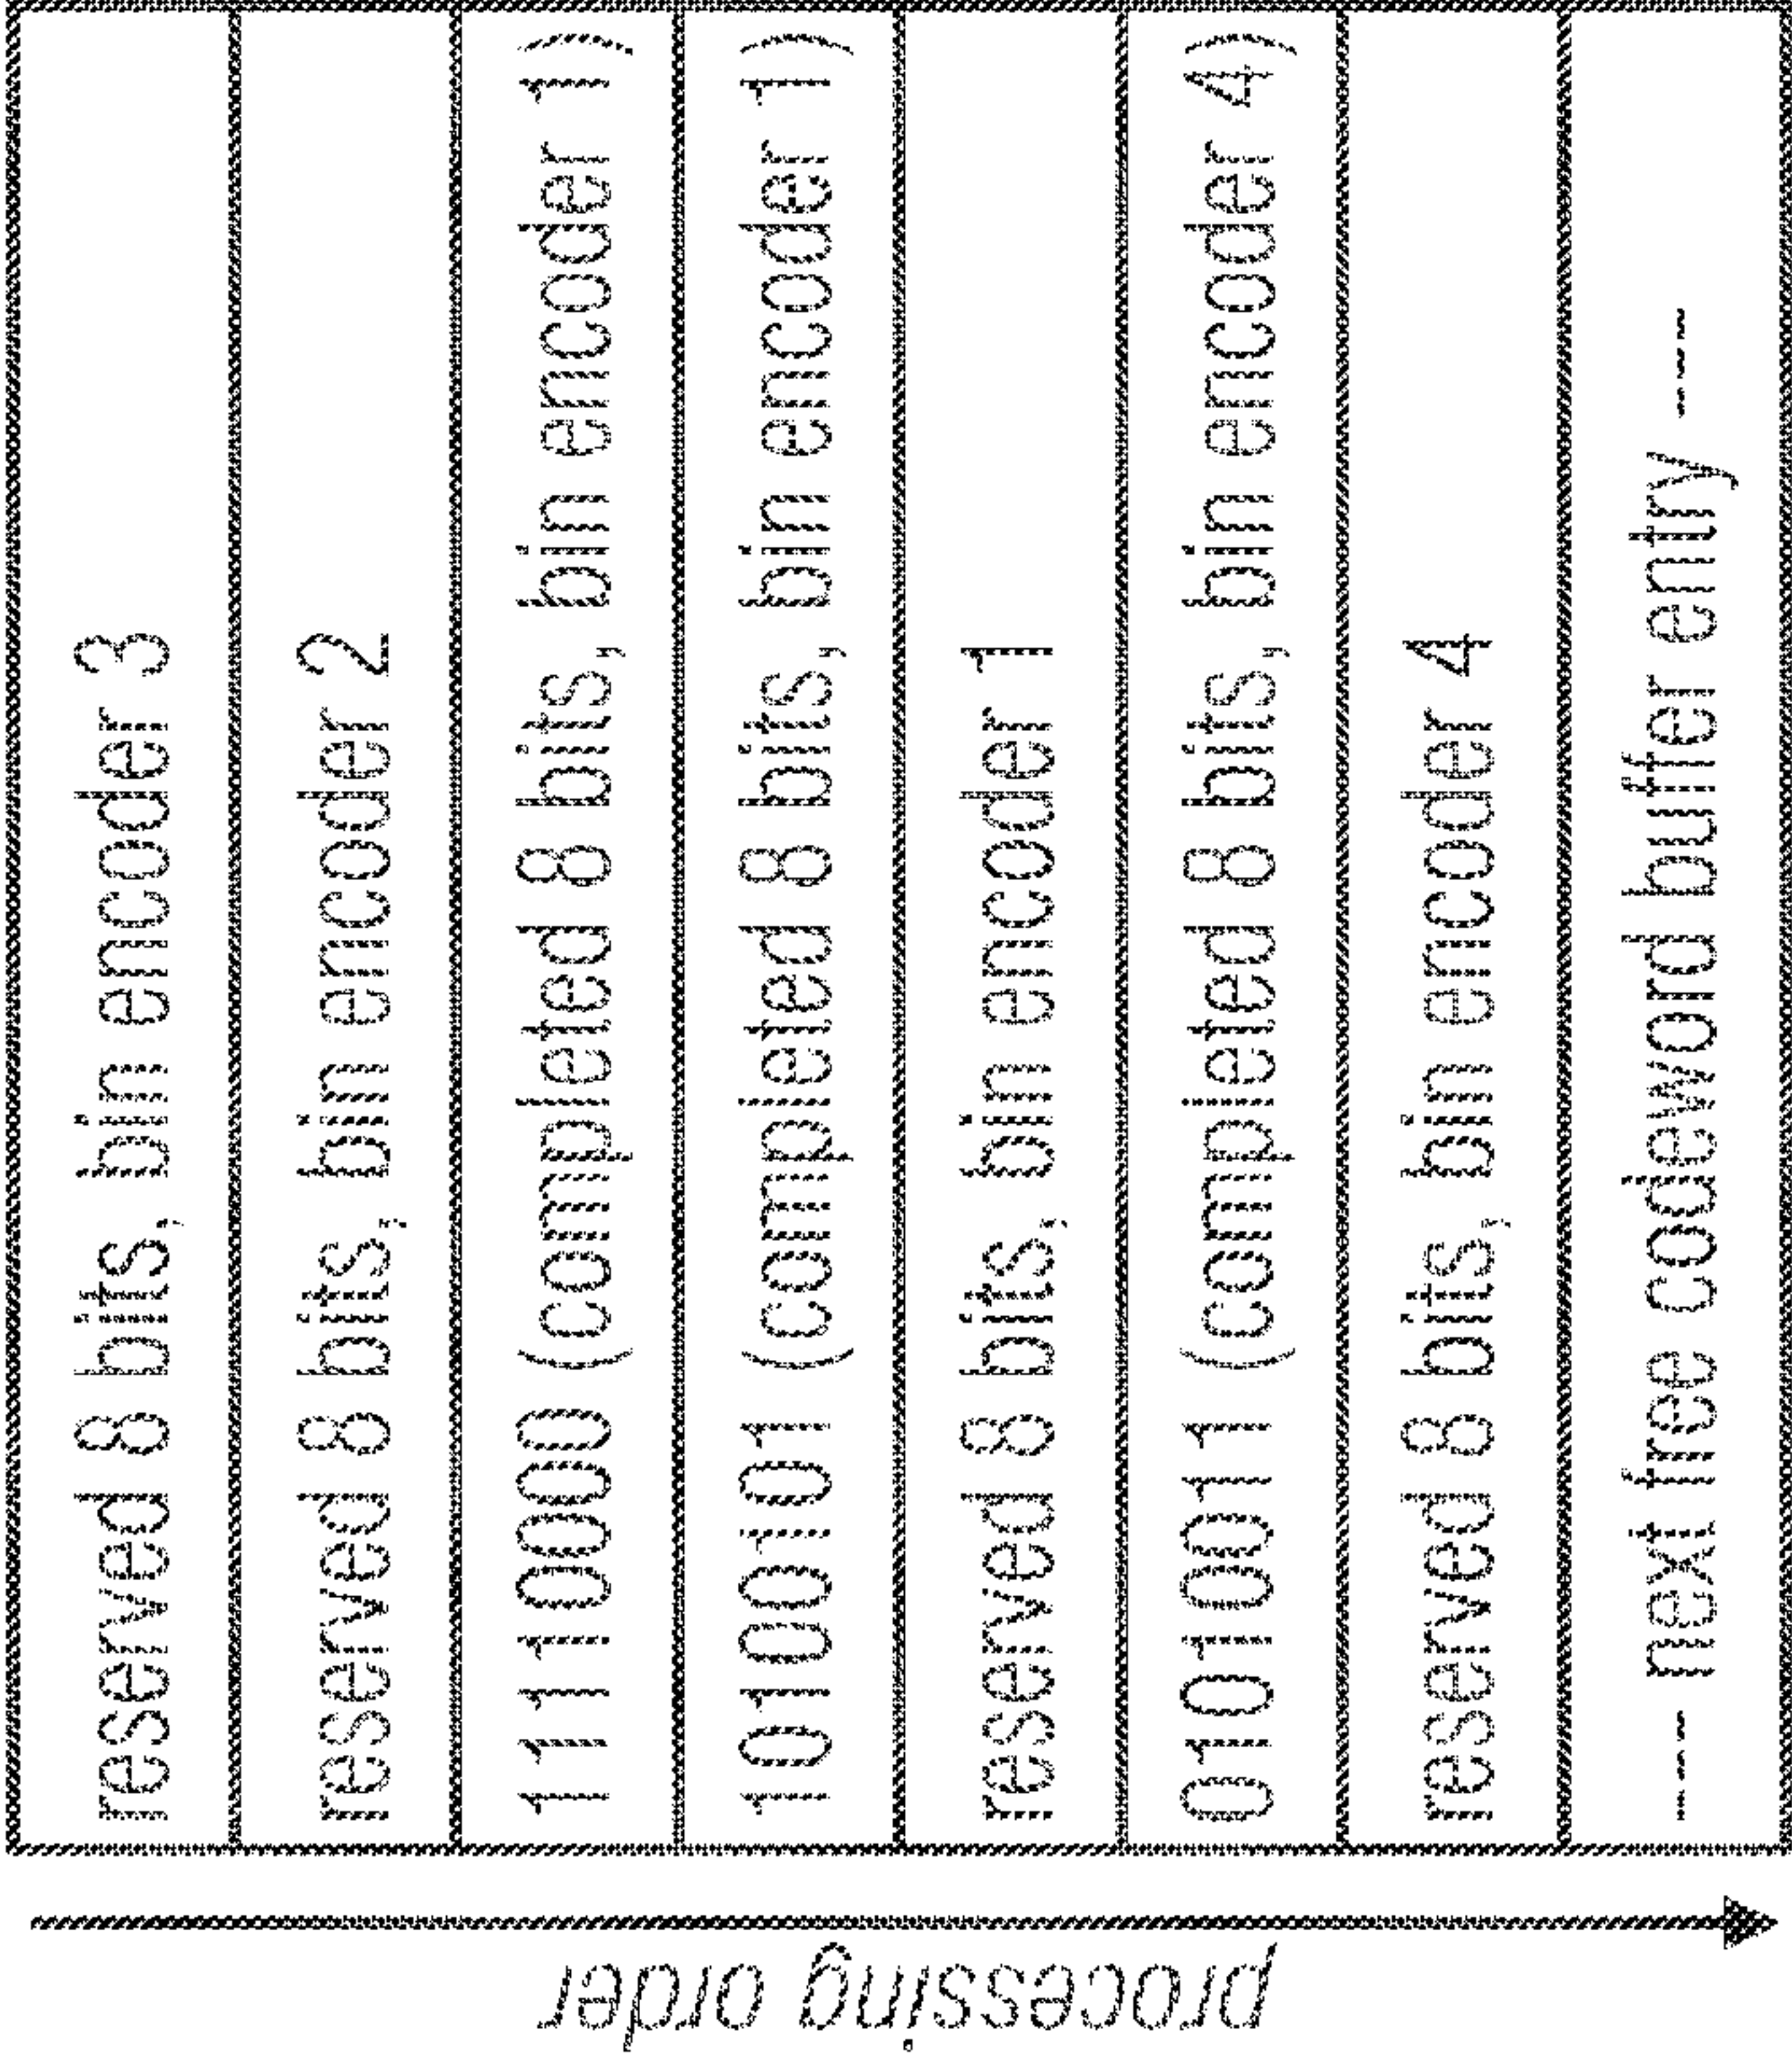 reserved 8 bits, bin encoder 3
reserved 8 bits, bin encoder 2
11110000 (completed 8 bits, bin encoder 1)
10100101 (completed 8 bits, bin encoder 1)
reserved 8 bits, bin encoder 1
01010011 (completed 8 bits, bin encoder 4)
reserved 8 bits, bin encoder 4
---- next free codeword buffer entry ----
processing order